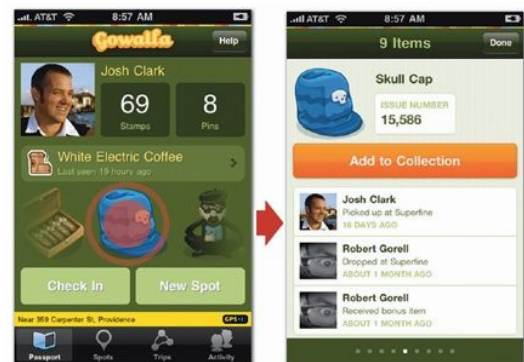 AT&T 8:57 AM
Gowalla
Help
Josh Clark
69
Stamps
8
Pins
White Electric Coffee
Last seen 19 hours ago
Check In
New Spot
Near 359 Carpenter St, Providence
GPS
Passport
Spots
Trips
Activity
AT&T 8:57 AM
9 Items
Done
Skull Cap
ISSUE NUMBER
15,586
Add to Collection
Josh Clark
Picked up at Superfine
16 DAYS AGO
Robert Gorell
Dropped at Superfine
ABOUT 1 MONTH AGO
Robert Gorell
Received bonus item
ABOUT 1 MONTH AGO